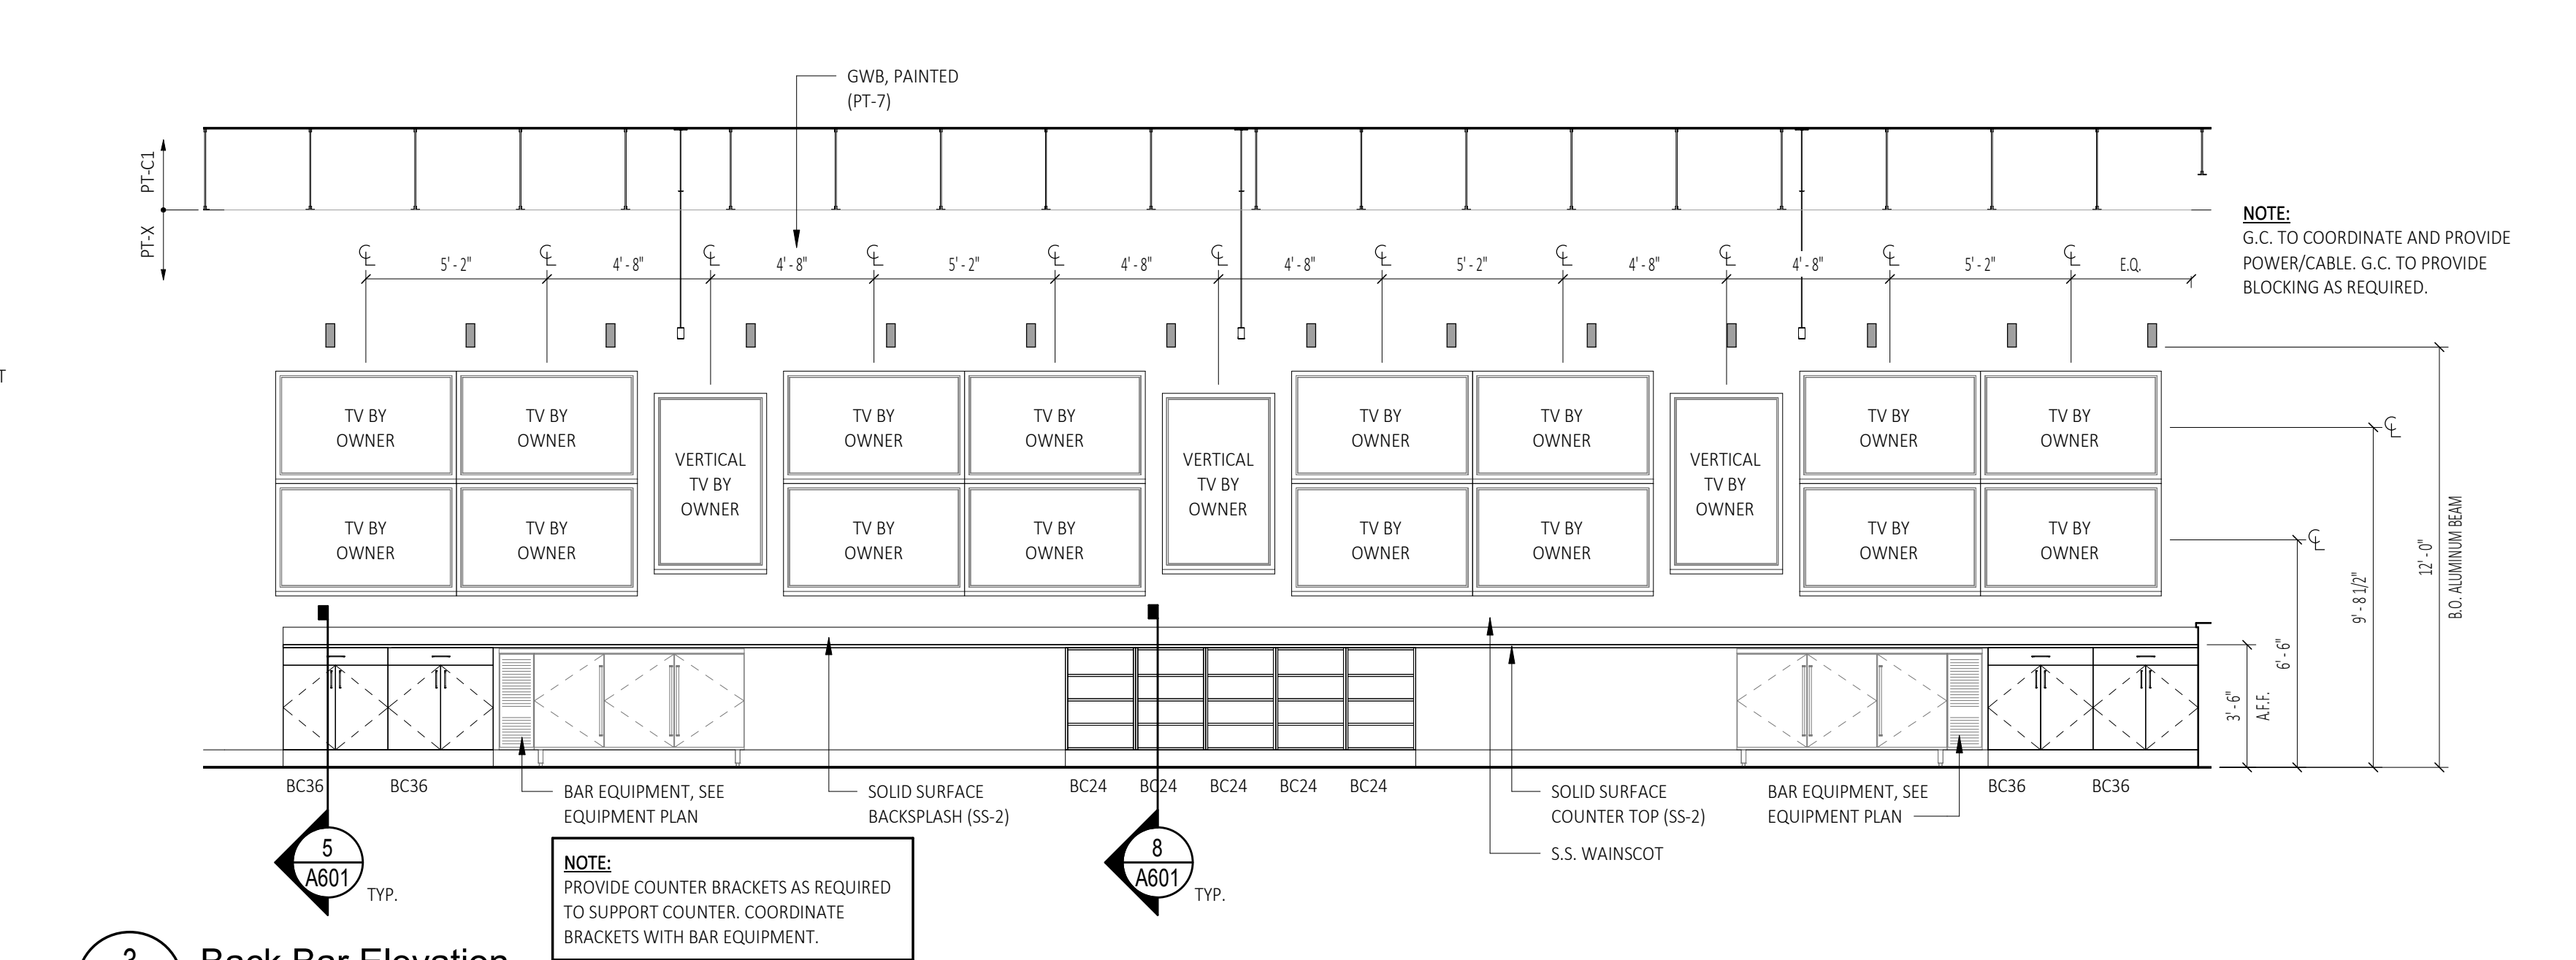 GWB, PAINTED
(PT-7)
PT-C1
PT-X
NOTE:
G.C. TO COORDINATE AND PROVIDE
POWER/CABLE. G.C. TO PROVIDE
BLOCKING AS REQUIRED.
5' - 2" 4' - 8" 4' - 8" 5' - 2" 4' - 8" 4' - 8" 5' - 2" 4' - 8" 4' - 8" 5' - 2" E.Q.
TV BY TV BY TV BY TV BY TV BY TV BY TV BY TV BY
OWNER OWNER OWNER OWNER OWNER OWNER OWNER OWNER
VERTICAL VERTICAL VERTICAL
TV BY TV BY TV BY
OWNER OWNER OWNER
TV BY TV BY TV BY TV BY TV BY TV BY TV BY TV BY
OWNER OWNER OWNER OWNER OWNER OWNER OWNER OWNER
3' - 6"
A.F.F.
6' - 6"
9' - 8 1/2"
12' - 0"
B.O. ALUMINUM BEAM
BC36 BC36 BC24 BC24 BC24 BC24 BC24 BC36 BC36
BAR EQUIPMENT, SEE
EQUIPMENT PLAN
SOLID SURFACE
BACKSPLASH (SS-2)
SOLID SURFACE
COUNTER TOP (SS-2)
BAR EQUIPMENT, SEE
EQUIPMENT PLAN
S.S. WAINSCOT
5
A601
TYP.
8
A601
TYP.
NOTE:
PROVIDE COUNTER BRACKETS AS REQUIRED
TO SUPPORT COUNTER. COORDINATE
BRACKETS WITH BAR EQUIPMENT.
Back Bar Elevation